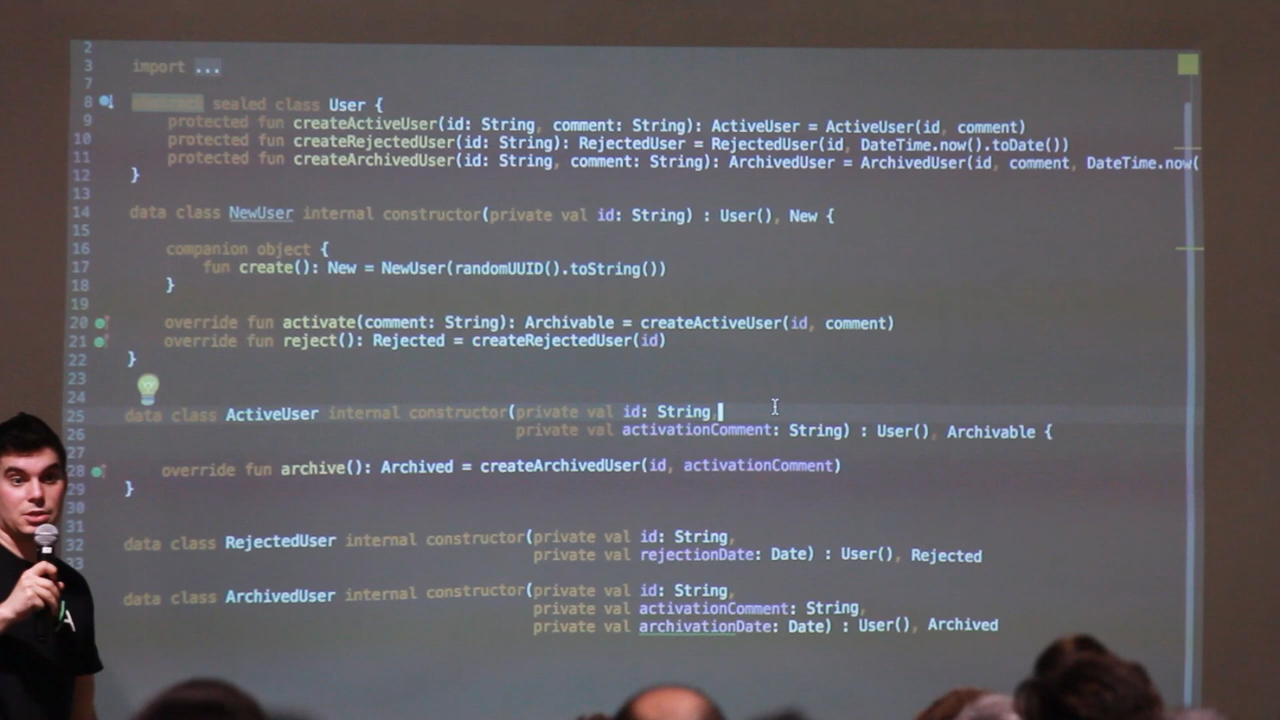 2
3 import ...
7
8 abstract sealed class User {
9 protected fun createActiveUser(id: String, comment: String): ActiveUser = ActiveUser(id, comment)
10 protected fun createRejectedUser(id: String): RejectedUser = RejectedUser(id, DateTime.now().toDate())
11 protected fun createArchivedUser(id: String, comment: String): ArchivedUser = ArchivedUser(id, comment, DateTime.now(
12 }
13
14 data class NewUser internal constructor(private val id: String) : User(), New {
15
16 companion object {
17 fun create(): New = NewUser(randomUUID().toString())
18 }
19
20 override fun activate(comment: String): Archivable = createActiveUser(id, comment)
21 override fun reject(): Rejected = createRejectedUser(id)
22 }
23
24
25 data class ActiveUser internal constructor(private val id: String,
26 private val activationComment: String) : User(), Archivable {
27
28 override fun archive(): Archived = createArchivedUser(id, activationComment)
29 }
30
31
32 data class RejectedUser internal constructor(private val id: String,
33 private val rejectionDate: Date) : User(), Rejected
data class ArchivedUser internal constructor(private val id: String,
private val activationComment: String,
private val archivationDate: Date) : User(), Archived